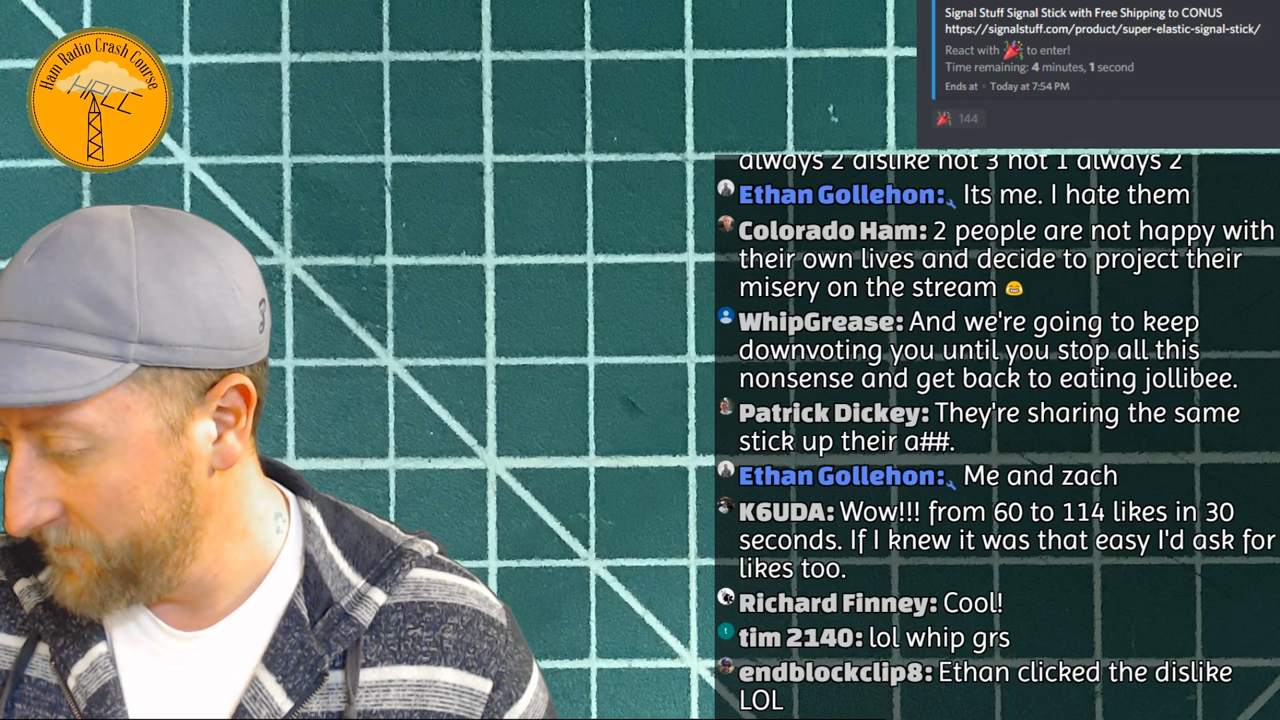 Ham Radio Crash Course
HRCC
Signal Stuff Signal Stick with Free Shipping to CONUS
https://signalstuff.com/product/super-elastic-signal-stick/
React with 🎉 to enter!
Time remaining: 4 minutes, 1 second
Ends at • Today at 7:54 PM
🎉 144
always 2 dislike not 3 not 1 always 2
Ethan Gollehon: Its me. I hate them
Colorado Ham: 2 people are not happy with
their own lives and decide to project their
misery on the stream 😂
WhipGrease: And we're going to keep
downvoting you until you stop all this
nonsense and get back to eating jollibee.
Patrick Dickey: They're sharing the same
stick up their a##.
Ethan Gollehon: Me and zach
K6UDA: Wow!!! from 60 to 114 likes in 30
seconds. If I knew it was that easy I'd ask for
likes too.
Richard Finney: Cool!
t
tim 2140: lol whip grs
endblockclip8: Ethan clicked the dislike
LOL